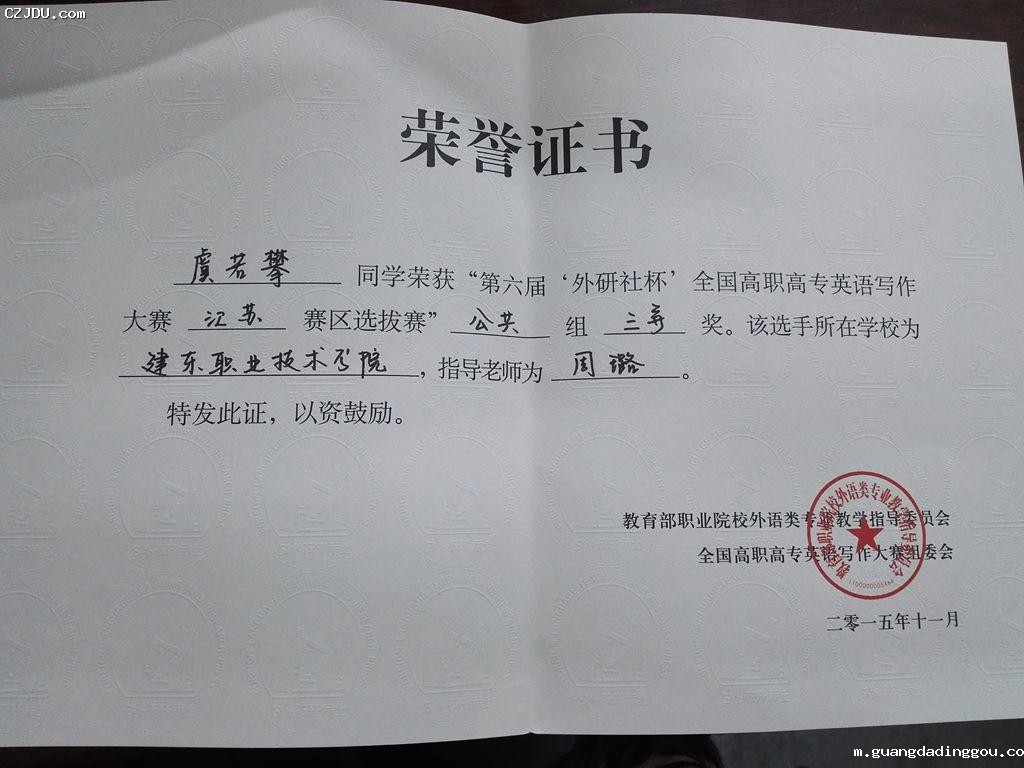 CZJDU.com
荣誉证书
虞若攀 同学荣获“第六届‘外研社杯’全国高职高专英语写作
大赛 江苏 赛区选拔赛” 公共 组 三等 奖。该选手所在学校为
建东职业技术学院，指导老师为 周璐。
特发此证，以资鼓励。
教育部职业院校外语类专业教学指导委员会
全国高职高专英语写作大赛组委会
二零一五年十一月
m.guangdadinggou.co